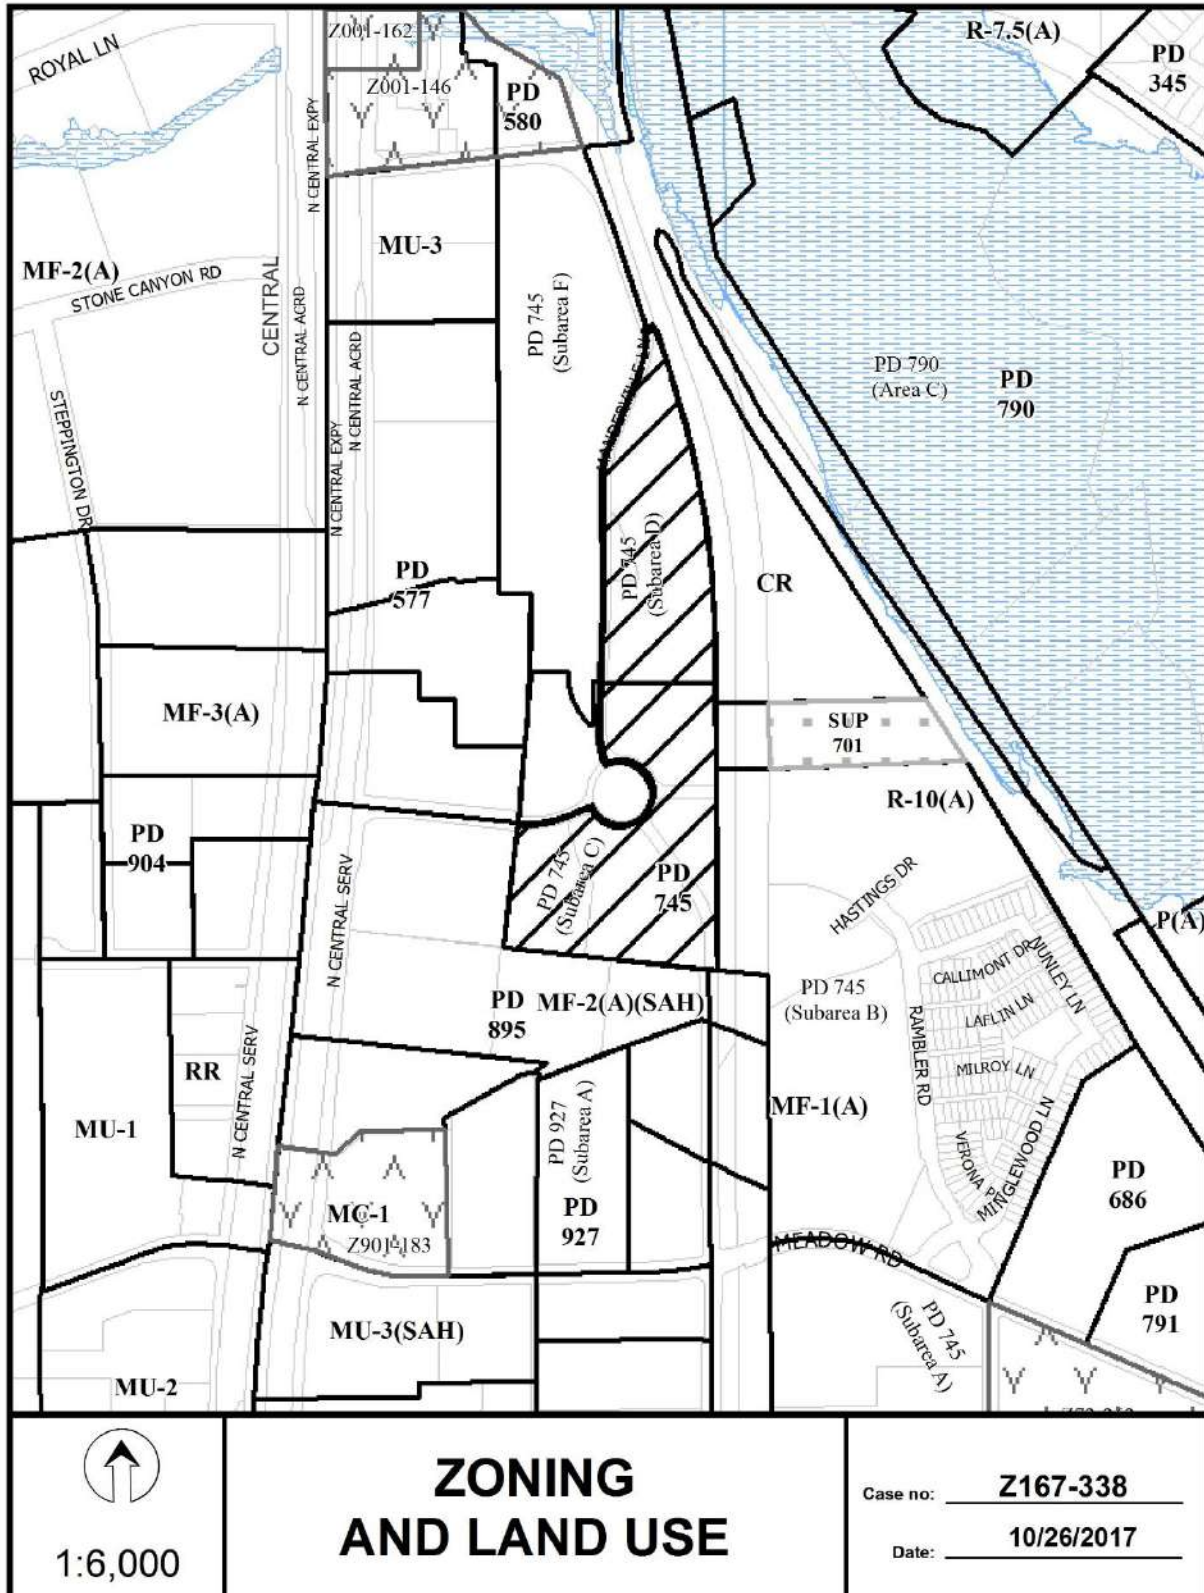 Z001-162
R-7.5(A)
ROYAL LN
PD
345
Z001-146
PD
580
N CENTRAL EXPY
MU-3
MF-2(A)
STONE CANYON RD
CENTRAL
N CENTRAL ACRD
PD 745
(Subarea F)
N CENTRAL ACRD
N CENTRAL EXPY
PD 790
(Area C)
PD
790
STEPPINGTON DR
PD 745
(Subarea D)
PD
577
CR
MF-3(A)
SUP
701
R-10(A)
PD
904
PD 745
(Subarea C)
PD
745
N CENTRAL SERV
HASTINGS DR
P(A)
CALLIMONT DR
NUNLEY LN
PD 745
(Subarea B)
LAFLIN LN
RAMBLER RD
PD
895
MF-2(A)(SAH)
MILROY LN
RR
N CENTRAL SERV
MU-1
PD 927
(Subarea A)
MF-1(A)
VERONA PL
MINGLEWOOD LN
PD
686
MC-1
Z901-183
PD
927
MEADOW RD
PD
791
MU-3(SAH)
PD 745
(Subarea A)
MU-2
1:6,000
ZONING
AND LAND USE
Case no: Z167-338
Date: 10/26/2017